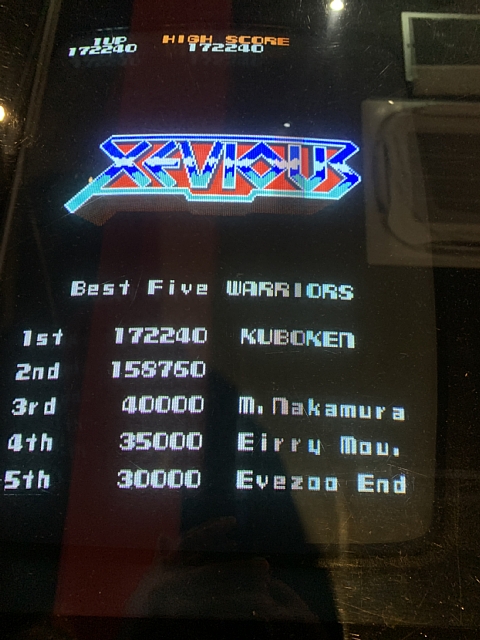 1UP HIGH SCORE
172240 172240
XEVIOUS
Best Five WARRIORS
1st 172240 KUBOKEN
2nd 158760
3rd 40000 M.Nakamura
4th 35000 Eirry Mou.
5th 30000 Evezoo End